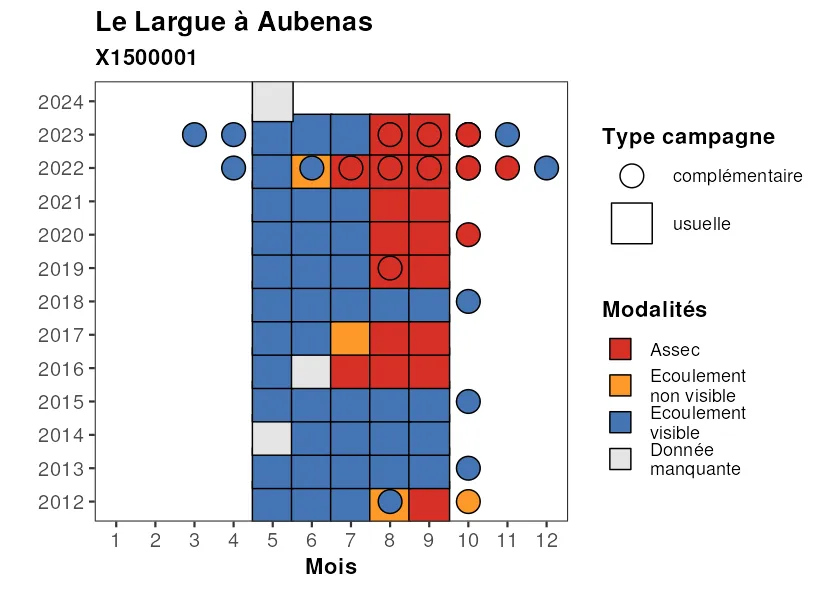 Le Largue à Aubenas
X1500001
2024
2023
2022
2021
2020
2019
2018
2017
2016
2015
2014
2013
2012
1 2 3 4 5 6 7 8 9 10 11 12
Mois
Type campagne
complémentaire
usuelle
Modalités
Assec
Ecoulement
non visible
Ecoulement
visible
Donnée
manquante